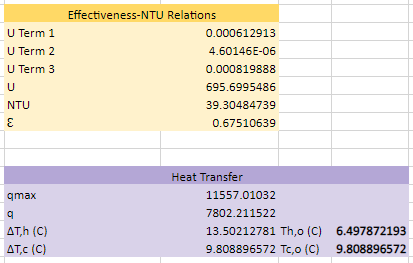 Effectiveness-NTU Relations
U Term 1 0.000612913
U Term 2 4.60146E-06
U Term 3 0.000819888
U 695.6995486
NTU 39.30484739
Ɛ 0.67510639
Heat Transfer
qmax 11557.01032
q 7802.211522
ΔT,h (C) 13.50212781 Th,o (C) 6.497872193
ΔT,c (C) 9.808896572 Tc,o (C) 9.808896572